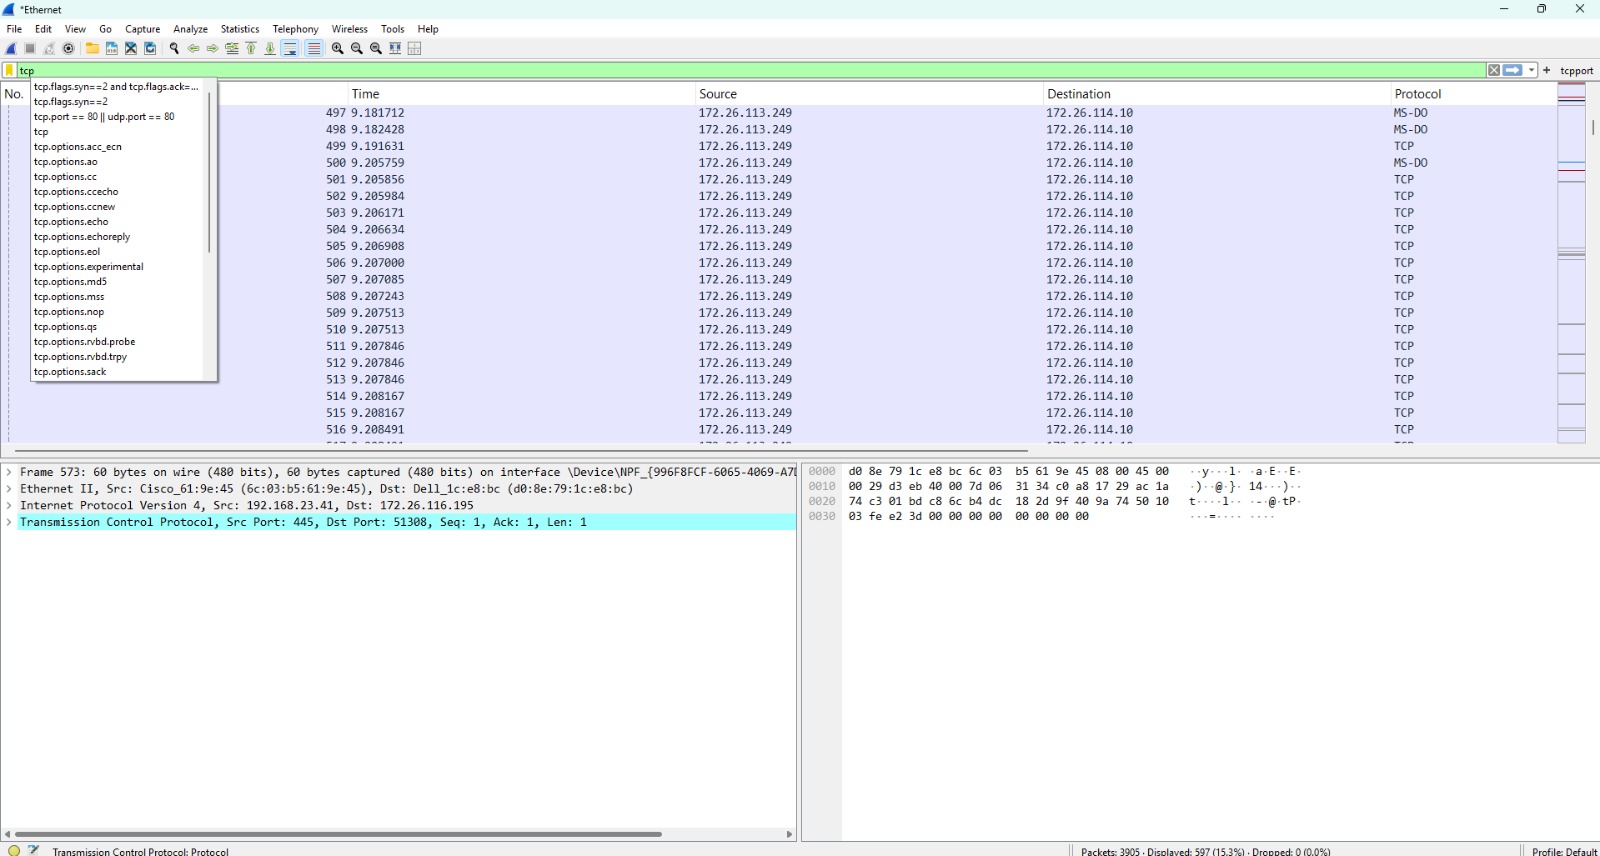 *Ethernet
File Edit View Go Capture Analyze Statistics Telephony Wireless Tools Help
tcp
tcpport
tcp.flags.syn==2 and tcp.flags.ack=...
tcp.flags.syn==2
tcp.port == 80 || udp.port == 80
tcp
tcp.options.acc_ecn
tcp.options.ao
tcp.options.cc
tcp.options.ccecho
tcp.options.ccnew
tcp.options.echo
tcp.options.echoreply
tcp.options.eol
tcp.options.experimental
tcp.options.md5
tcp.options.mss
tcp.options.nop
tcp.options.qs
tcp.options.rvbd.probe
tcp.options.rvbd.trpy
tcp.options.sack
No. Time Source Destination Protocol
497 9.181712 172.26.113.249 172.26.114.10 MS-DO
498 9.182428 172.26.113.249 172.26.114.10 MS-DO
499 9.191631 172.26.113.249 172.26.114.10 TCP
500 9.205759 172.26.113.249 172.26.114.10 MS-DO
501 9.205856 172.26.113.249 172.26.114.10 TCP
502 9.205984 172.26.113.249 172.26.114.10 TCP
503 9.206171 172.26.113.249 172.26.114.10 TCP
504 9.206634 172.26.113.249 172.26.114.10 TCP
505 9.206908 172.26.113.249 172.26.114.10 TCP
506 9.207000 172.26.113.249 172.26.114.10 TCP
507 9.207085 172.26.113.249 172.26.114.10 TCP
508 9.207243 172.26.113.249 172.26.114.10 TCP
509 9.207513 172.26.113.249 172.26.114.10 TCP
510 9.207513 172.26.113.249 172.26.114.10 TCP
511 9.207846 172.26.113.249 172.26.114.10 TCP
512 9.207846 172.26.113.249 172.26.114.10 TCP
513 9.207846 172.26.113.249 172.26.114.10 TCP
514 9.208167 172.26.113.249 172.26.114.10 TCP
515 9.208167 172.26.113.249 172.26.114.10 TCP
516 9.208491 172.26.113.249 172.26.114.10 TCP
Frame 573: 60 bytes on wire (480 bits), 60 bytes captured (480 bits) on interface \Device\NPF_{996F8FCF-6065-4069-A7
Ethernet II, Src: Cisco_61:9e:45 (6c:03:b5:61:9e:45), Dst: Dell_1c:e8:bc (d0:8e:79:1c:e8:bc)
Internet Protocol Version 4, Src: 192.168.23.41, Dst: 172.26.116.195
Transmission Control Protocol, Src Port: 445, Dst Port: 51308, Seq: 1, Ack: 1, Len: 1
0000 d0 8e 79 1c e8 bc 6c 03 b5 61 9e 45 08 00 45 00 ··y···l· ·a·E··E·
0010 00 29 d3 eb 40 00 7d 06 31 34 c0 a8 17 29 ac 1a ·)··@·}· 14···)··
0020 74 c3 01 bd c8 6c b4 dc 18 2d 9f 40 9a 74 50 10 t····l·· ·-·@·tP·
0030 03 fe e2 3d 00 00 00 00 00 00 00 00 ···=···· ····
Transmission Control Protocol: Protocol
Packets: 3905 · Displayed: 597 (15.3%) · Dropped: 0 (0.0%)
Profile: Default